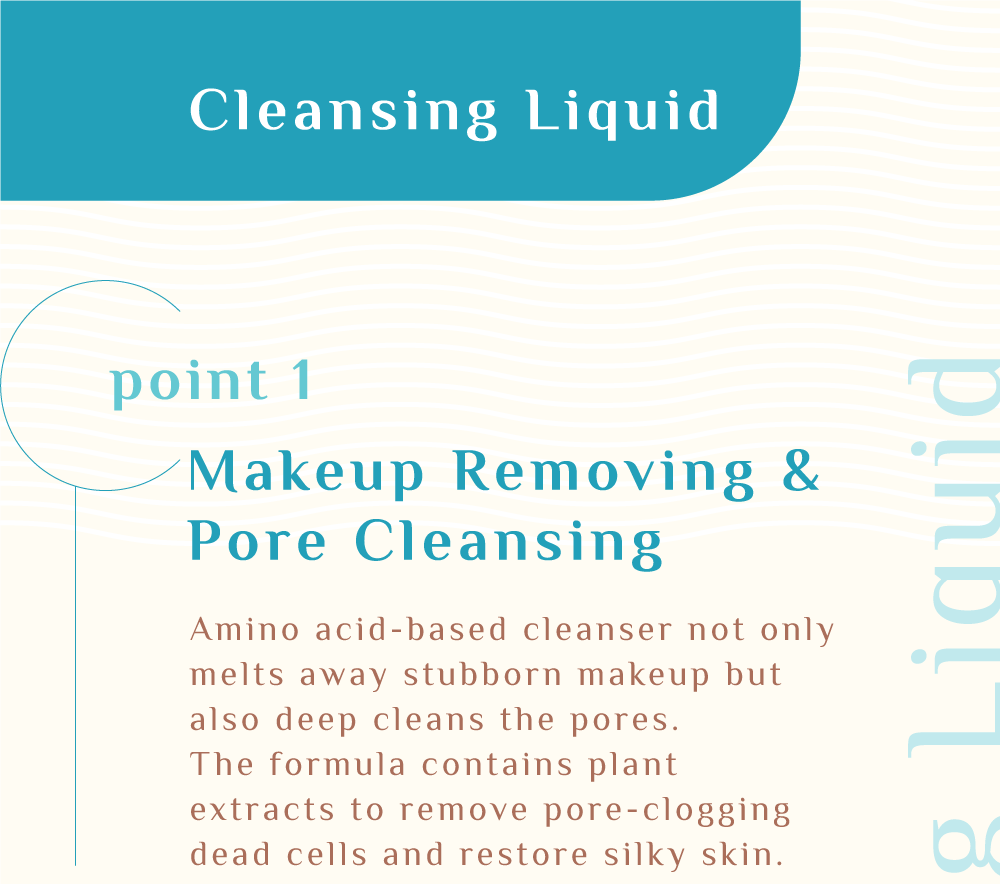 Cleansing Liquid
point 1
Makeup Removing &
Pore Cleansing
Amino acid-based cleanser not only
melts away stubborn makeup but
also deep cleans the pores.
The formula contains plant
extracts to remove pore-clogging
dead cells and restore silky skin.
g Liquid